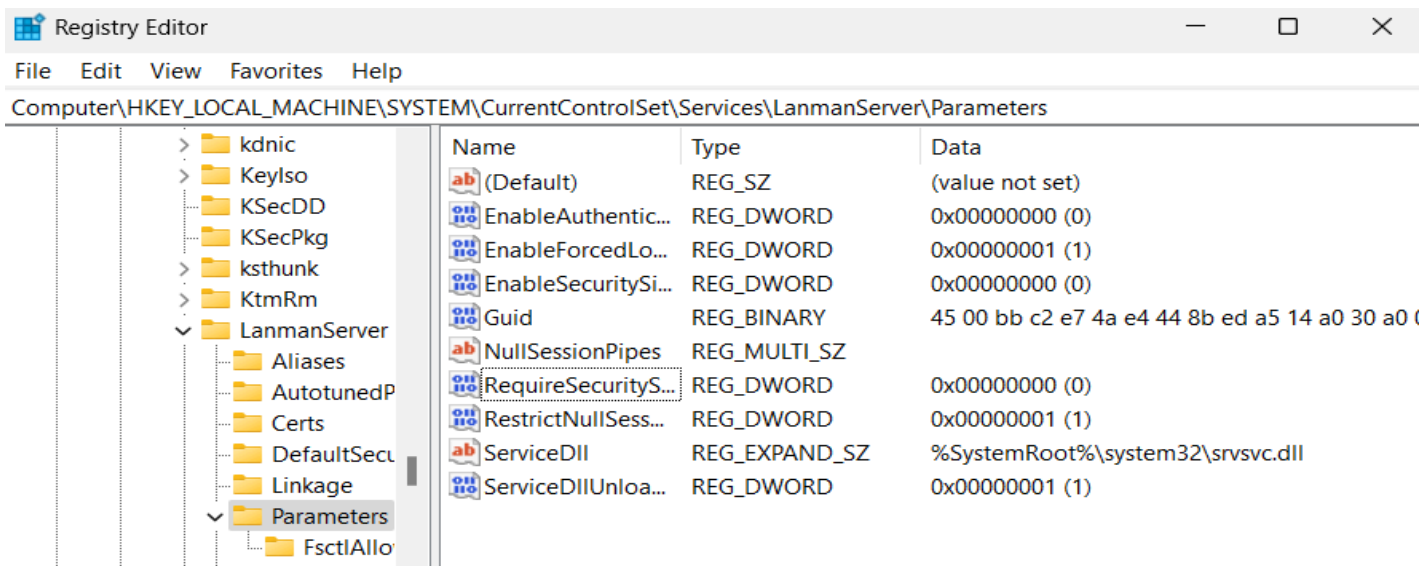 Registry Editor
File Edit View Favorites Help
Computer\HKEY_LOCAL_MACHINE\SYSTEM\CurrentControlSet\Services\LanmanServer\Parameters
kdnic
KeyIso
KSecDD
KSecPkg
ksthunk
KtmRm
LanmanServer
Aliases
AutotunedP
Certs
DefaultSecu
Linkage
Parameters
FsctlAllo
Name Type Data
(Default) REG_SZ (value not set)
EnableAuthentic... REG_DWORD 0x00000000 (0)
EnableForcedLo... REG_DWORD 0x00000001 (1)
EnableSecuritySi... REG_DWORD 0x00000000 (0)
Guid REG_BINARY 45 00 bb c2 e7 4a e4 44 8b ed a5 14 a0 30 a0
NullSessionPipes REG_MULTI_SZ
RequireSecurityS... REG_DWORD 0x00000000 (0)
RestrictNullSess... REG_DWORD 0x00000001 (1)
ServiceDll REG_EXPAND_SZ %SystemRoot%\system32\srvsvc.dll
ServiceDllUnloa... REG_DWORD 0x00000001 (1)